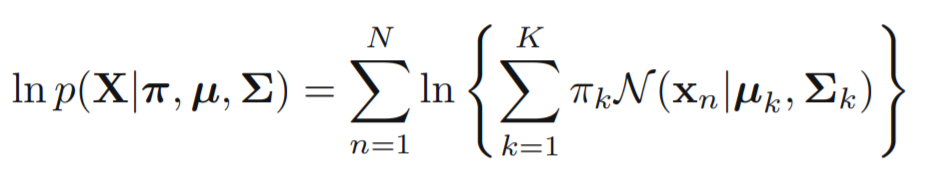 ln p(𝐗|𝛑, 𝛍, 𝚺) = ∑_{n=1}^{N} ln { ∑_{k=1}^{K} π_k 𝒩(𝐱_n|𝛍_k, 𝚺_k) }